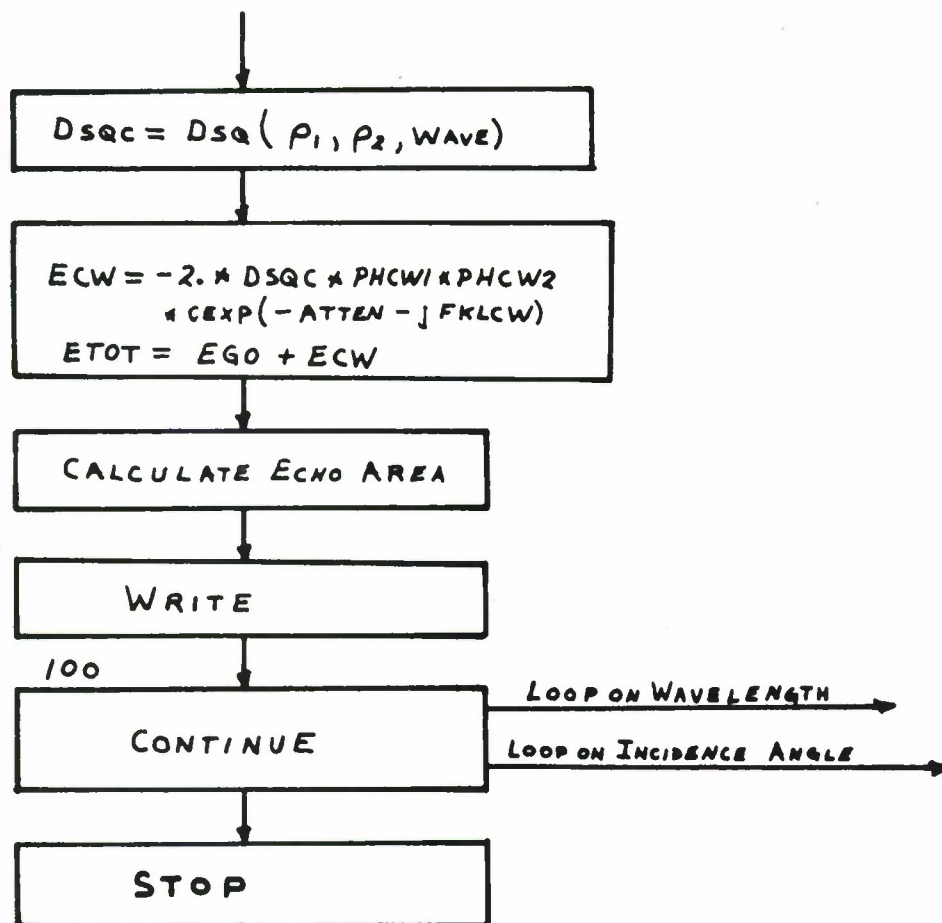 DSQC = DSQ( ρ1, ρ2, WAVE)
ECW = -2. * DSQC * PHCW1 * PHCW2
* CEXP(-ATTEN - j FKLCW)
ETOT = EGO + ECW
CALCULATE ECHO AREA
WRITE
100
CONTINUE
LOOP ON WAVELENGTH
LOOP ON INCIDENCE ANGLE
STOP